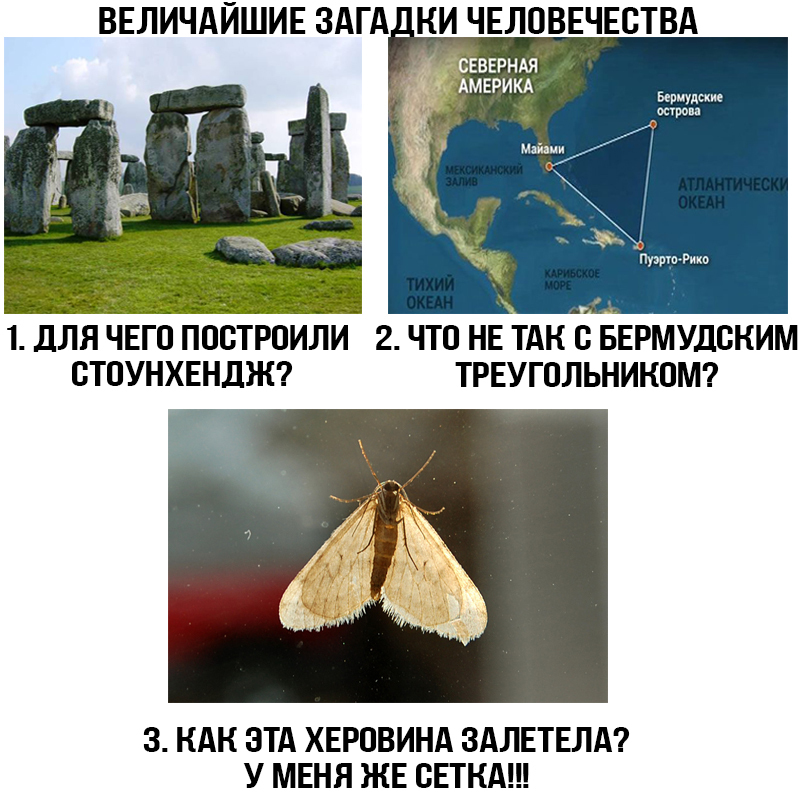 ВЕЛИЧАЙШИЕ ЗАГАДКИ ЧЕЛОВЕЧЕСТВА
СЕВЕРНАЯ
АМЕРИКА
Бермудские
острова
Майами
МЕКСИКАНСКИЙ
ЗАЛИВ
АТЛАНТИЧЕСКИ
ОКЕАН
Пуэрто-Рико
КАРИБСКОЕ
МОРЕ
ТИХИЙ
ОКЕАН
1. ДЛЯ ЧЕГО ПОСТРОИЛИ
СТОУНХЕНДЖ?
2. ЧТО НЕ ТАК С БЕРМУДСКИМ
ТРЕУГОЛЬНИКОМ?
3. КАК ЭТА ХЕРОВИНА ЗАЛЕТЕЛА?
У МЕНЯ ЖЕ СЕТКА!!!